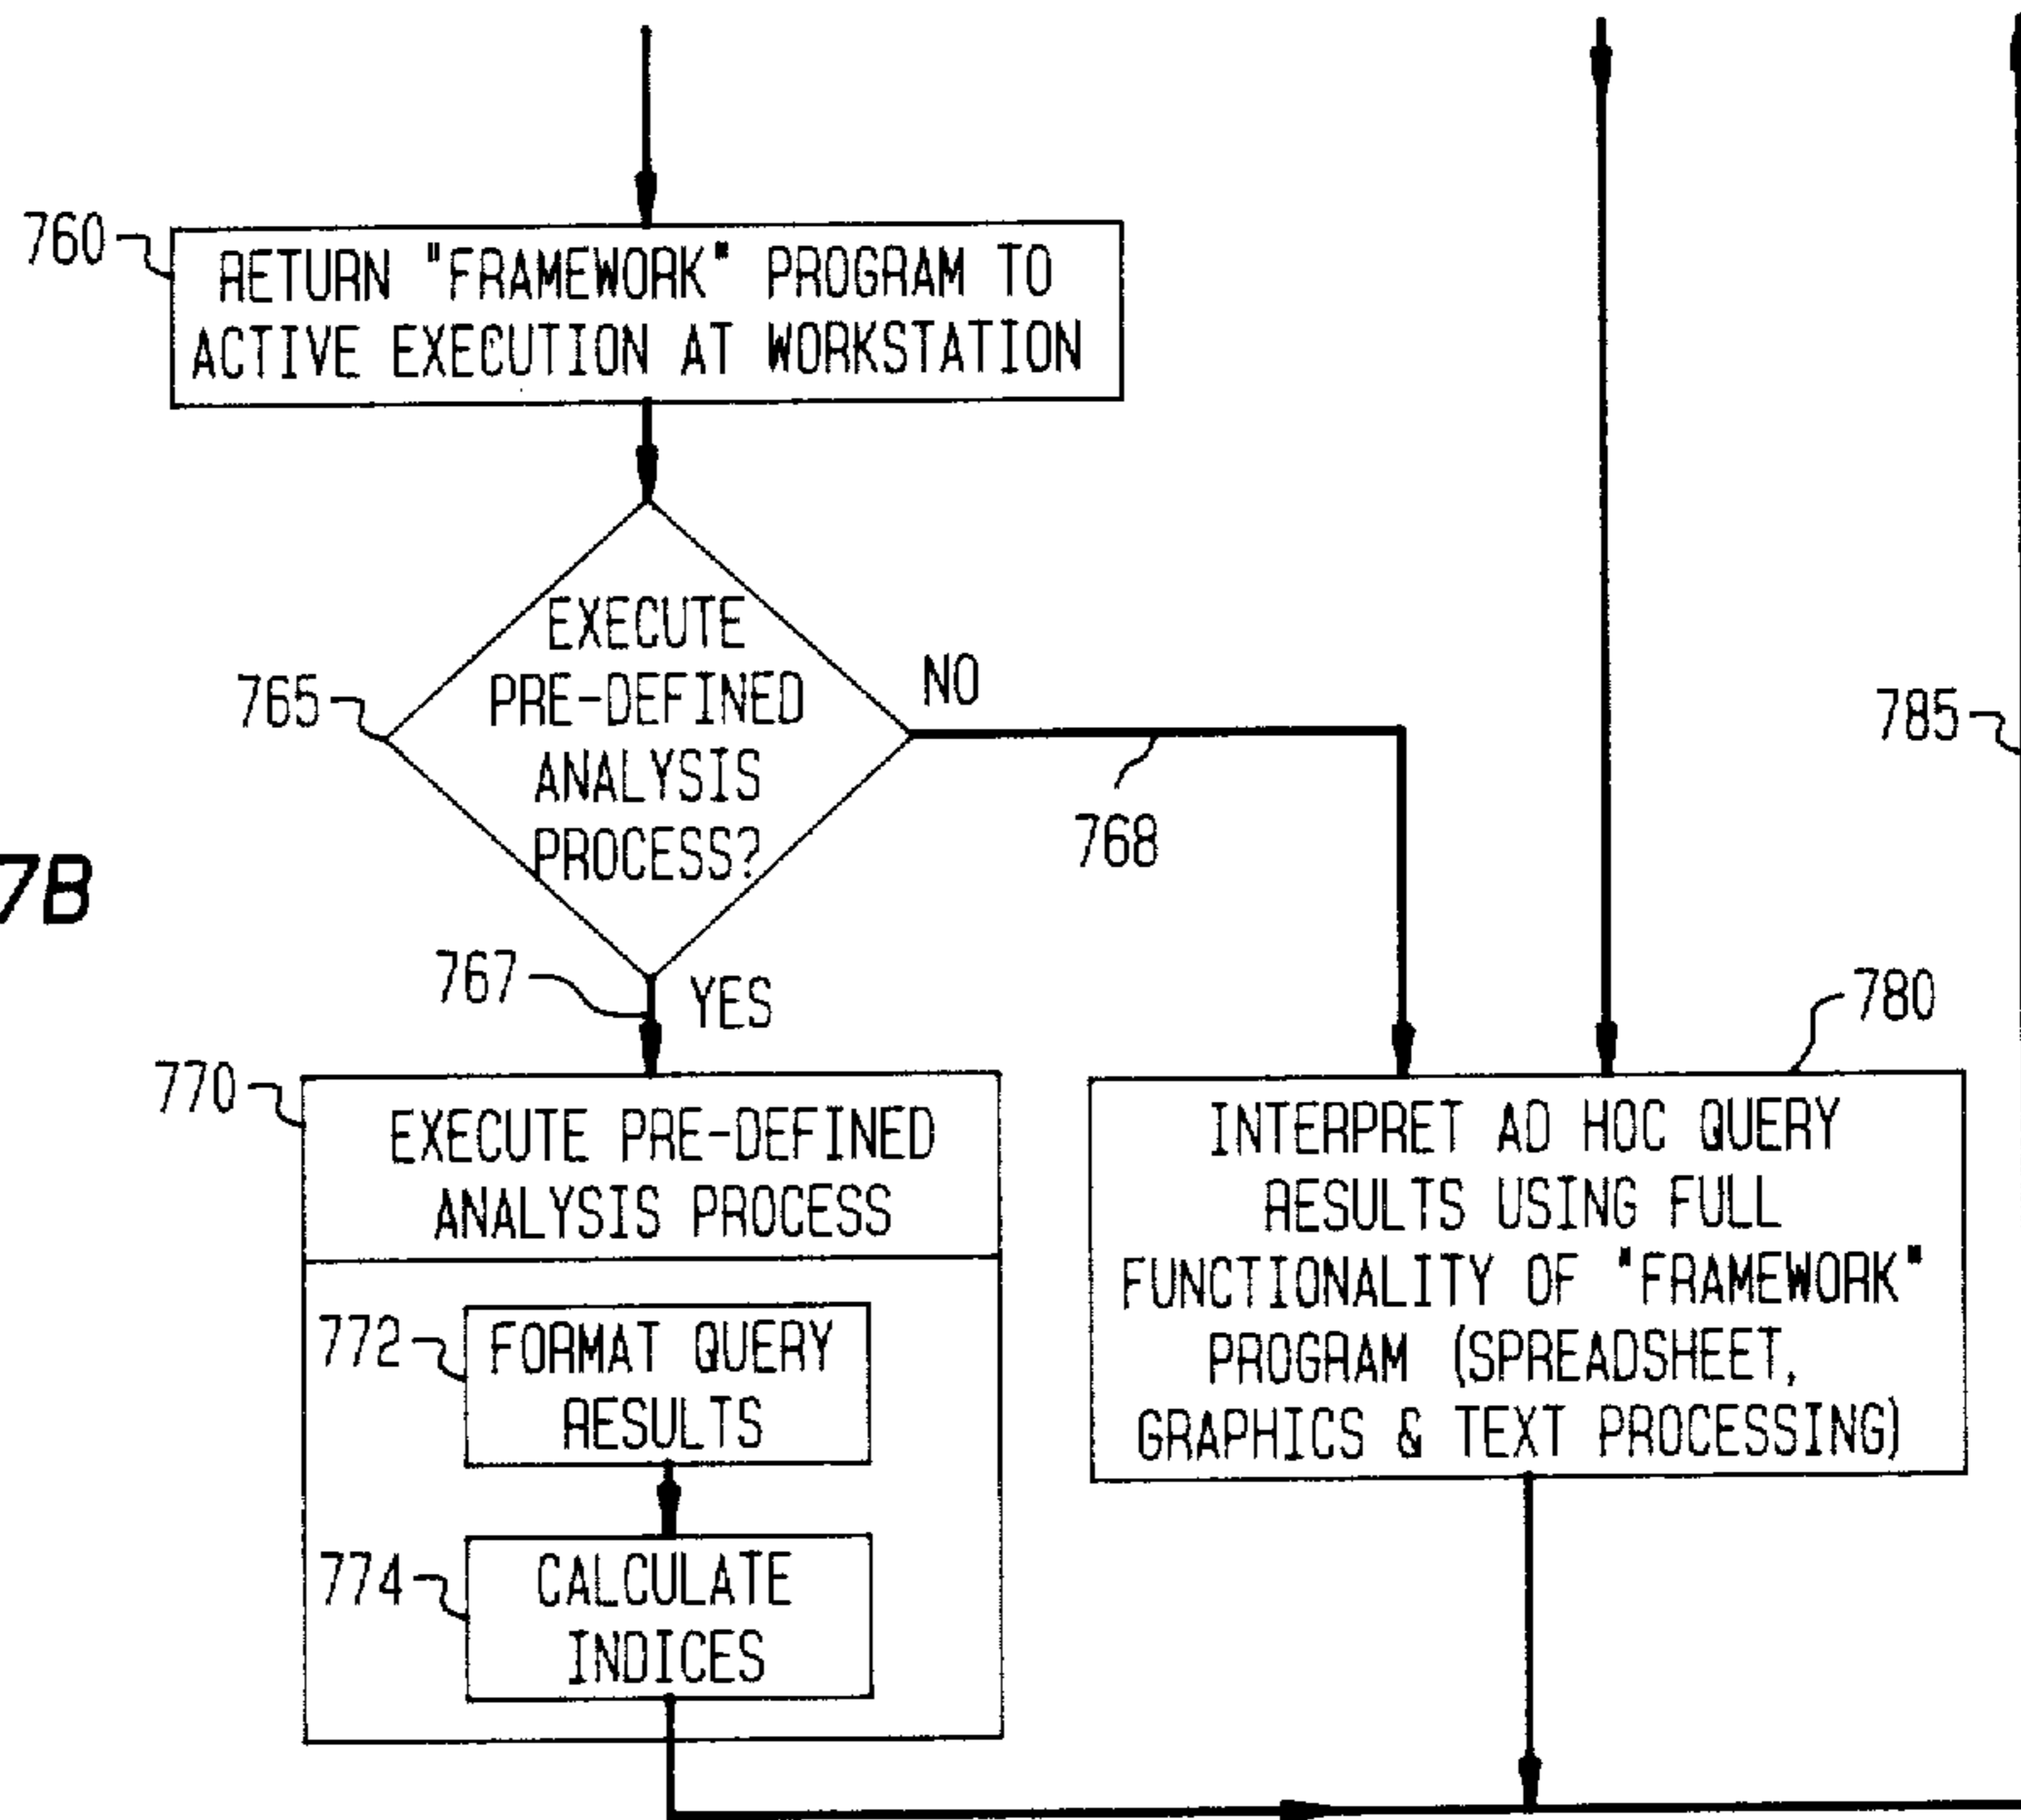 760
RETURN "FRAMEWORK" PROGRAM TO
ACTIVE EXECUTION AT WORKSTATION
765
EXECUTE
PRE-DEFINED
ANALYSIS
PROCESS?
NO
768
785
7B
767
YES
770
EXECUTE PRE-DEFINED
ANALYSIS PROCESS
772
FORMAT QUERY
RESULTS
774
CALCULATE
INDICES
780
INTERPRET AD HOC QUERY
RESULTS USING FULL
FUNCTIONALITY OF "FRAMEWORK"
PROGRAM (SPREADSHEET,
GRAPHICS & TEXT PROCESSING)